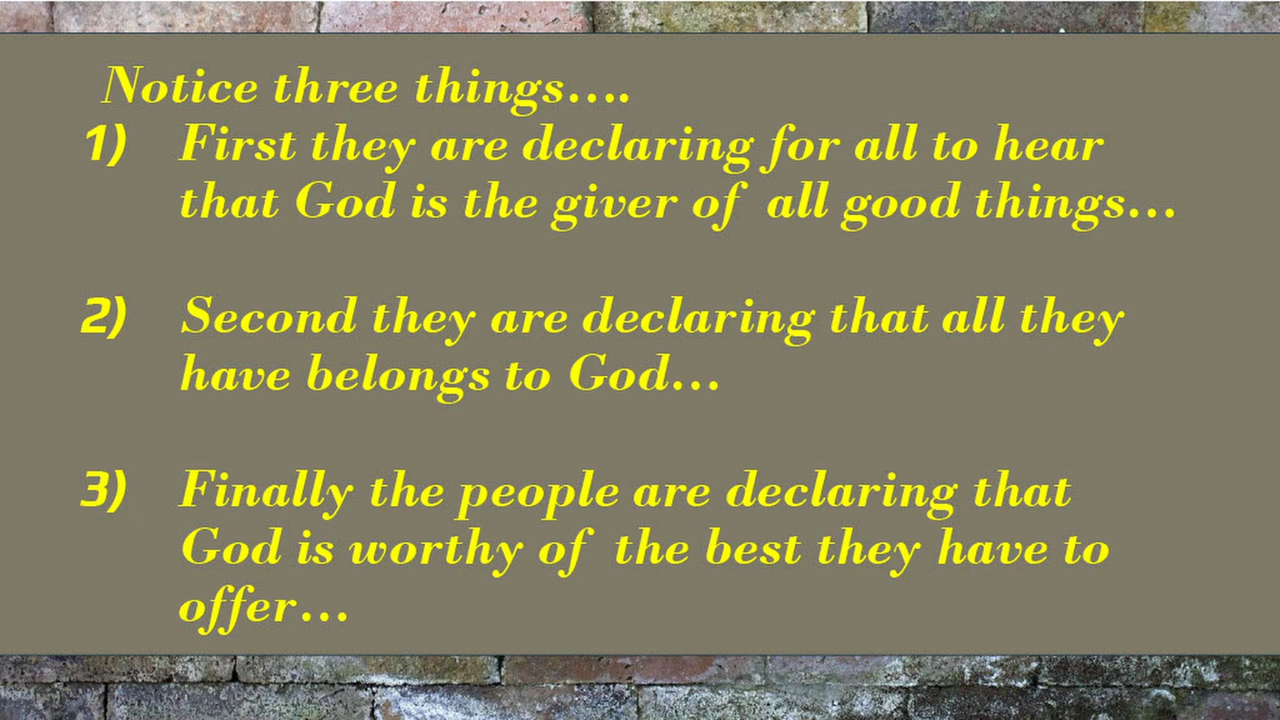 Notice three things....
1) First they are declaring for all to hear
that God is the giver of all good things...
2) Second they are declaring that all they
have belongs to God...
3) Finally the people are declaring that
God is worthy of the best they have to
offer...